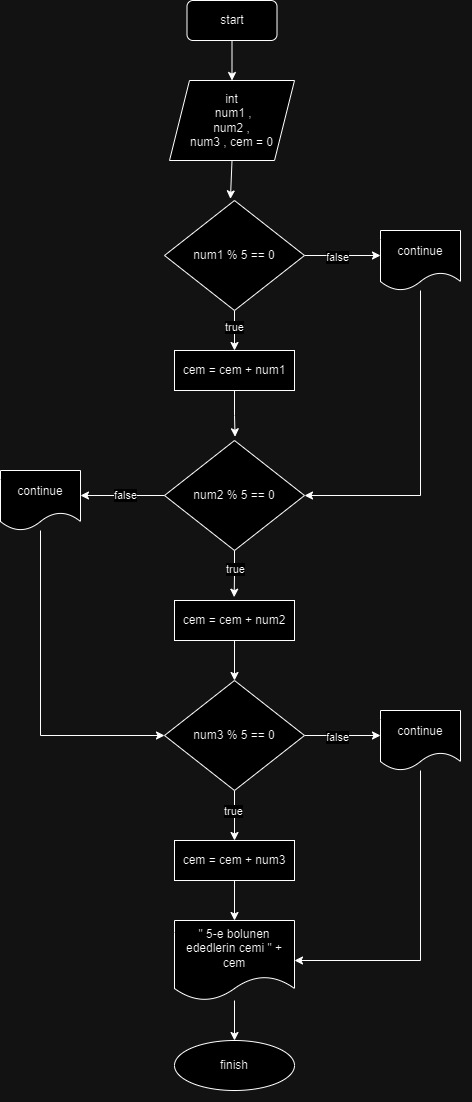 start
int
num1 ,
num2 ,
num3 , cem = 0
num1 % 5 == 0
false
continue
true
cem = cem + num1
continue
false
num2 % 5 == 0
true
cem = cem + num2
num3 % 5 == 0
false
continue
true
cem = cem + num3
" 5-e bolunen
ededlerin cemi " +
cem
finish